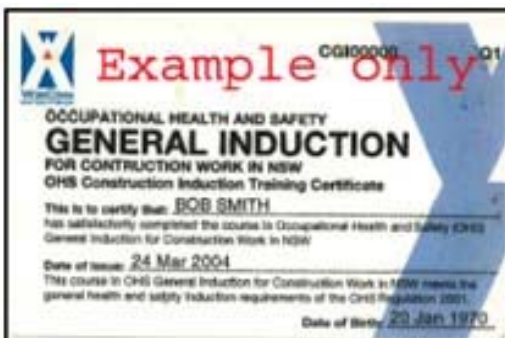 Example only
CGI00000 Q1
OCCUPATIONAL HEALTH AND SAFETY
GENERAL INDUCTION
FOR CONTRUCTION WORK IN NSW
OHS Construction Induction Training Certificate
This is to certify that: BOB SMITH
has satisfactorily completed the course in Occupational Health and Safety (OHS)
General Induction for Construction Work in NSW
Date of issue: 24 Mar 2004
This course in OHS General Induction for Construction Work in NSW meets the
general health and safety induction requirements of the OHS Regulation 2001.
Date of Birth: 20 Jan 1970